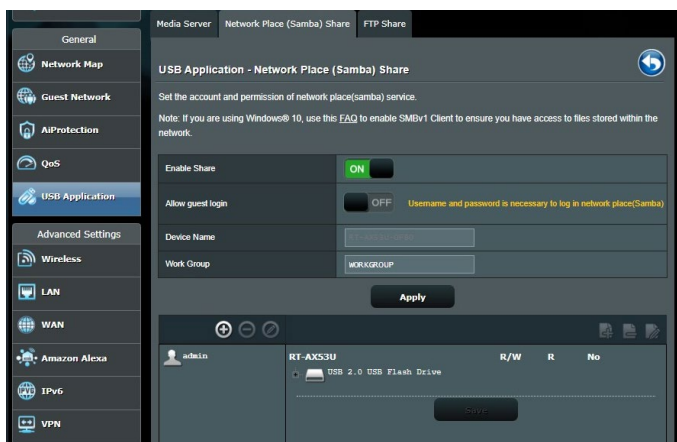 Media Server
Network Place (Samba) Share
FTP Share
General
Network Map
Guest Network
AiProtection
QoS
USB Application
Advanced Settings
Wireless
LAN
WAN
Amazon Alexa
IPv6
VPN
USB Application - Network Place (Samba) Share
Set the account and permission of network place(samba) service.
Note: If you are using Windows® 10, use this FAQ to enable SMBv1 Client to ensure you have access to files stored within the
network.
Enable Share
ON
Allow guest login
OFF
Username and password is necessary to log in network place(Samba)
Device Name
Work Group
WORKGROUP
Apply
admin
RT-AX53U
R/W
R
No
USB 2.0 USB Flash Drive
Save